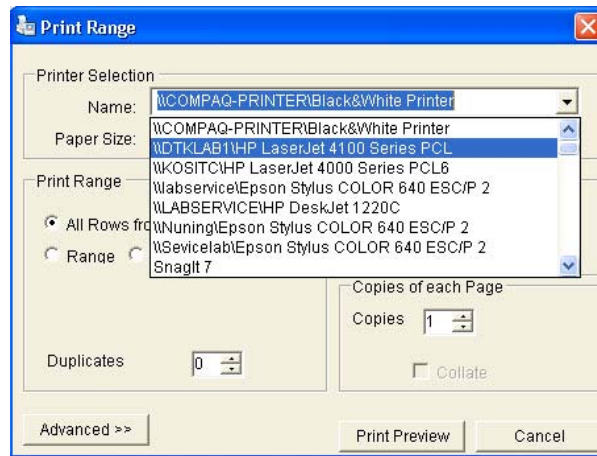 Print Range
Printer Selection
Name: \\COMPAQ-PRINTER\Black&White Printer
\\COMPAQ-PRINTER\Black&White Printer
Paper Size:
\\DTKLAB1\HP LaserJet 4100 Series PCL
\\KOSITC\HP LaserJet 4000 Series PCL6
Print Range
\\labservice\Epson Stylus COLOR 640 ESC/P 2
\\LABSERVICE\HP DeskJet 1220C
All Rows fro
\\Nuning\Epson Stylus COLOR 640 ESC/P 2
\\Sevicelab\Epson Stylus COLOR 640 ESC/P 2
Range
SnagIt 7
Copies of each Page
Copies 1
Duplicates 0
Collate
Advanced >>
Print Preview
Cancel